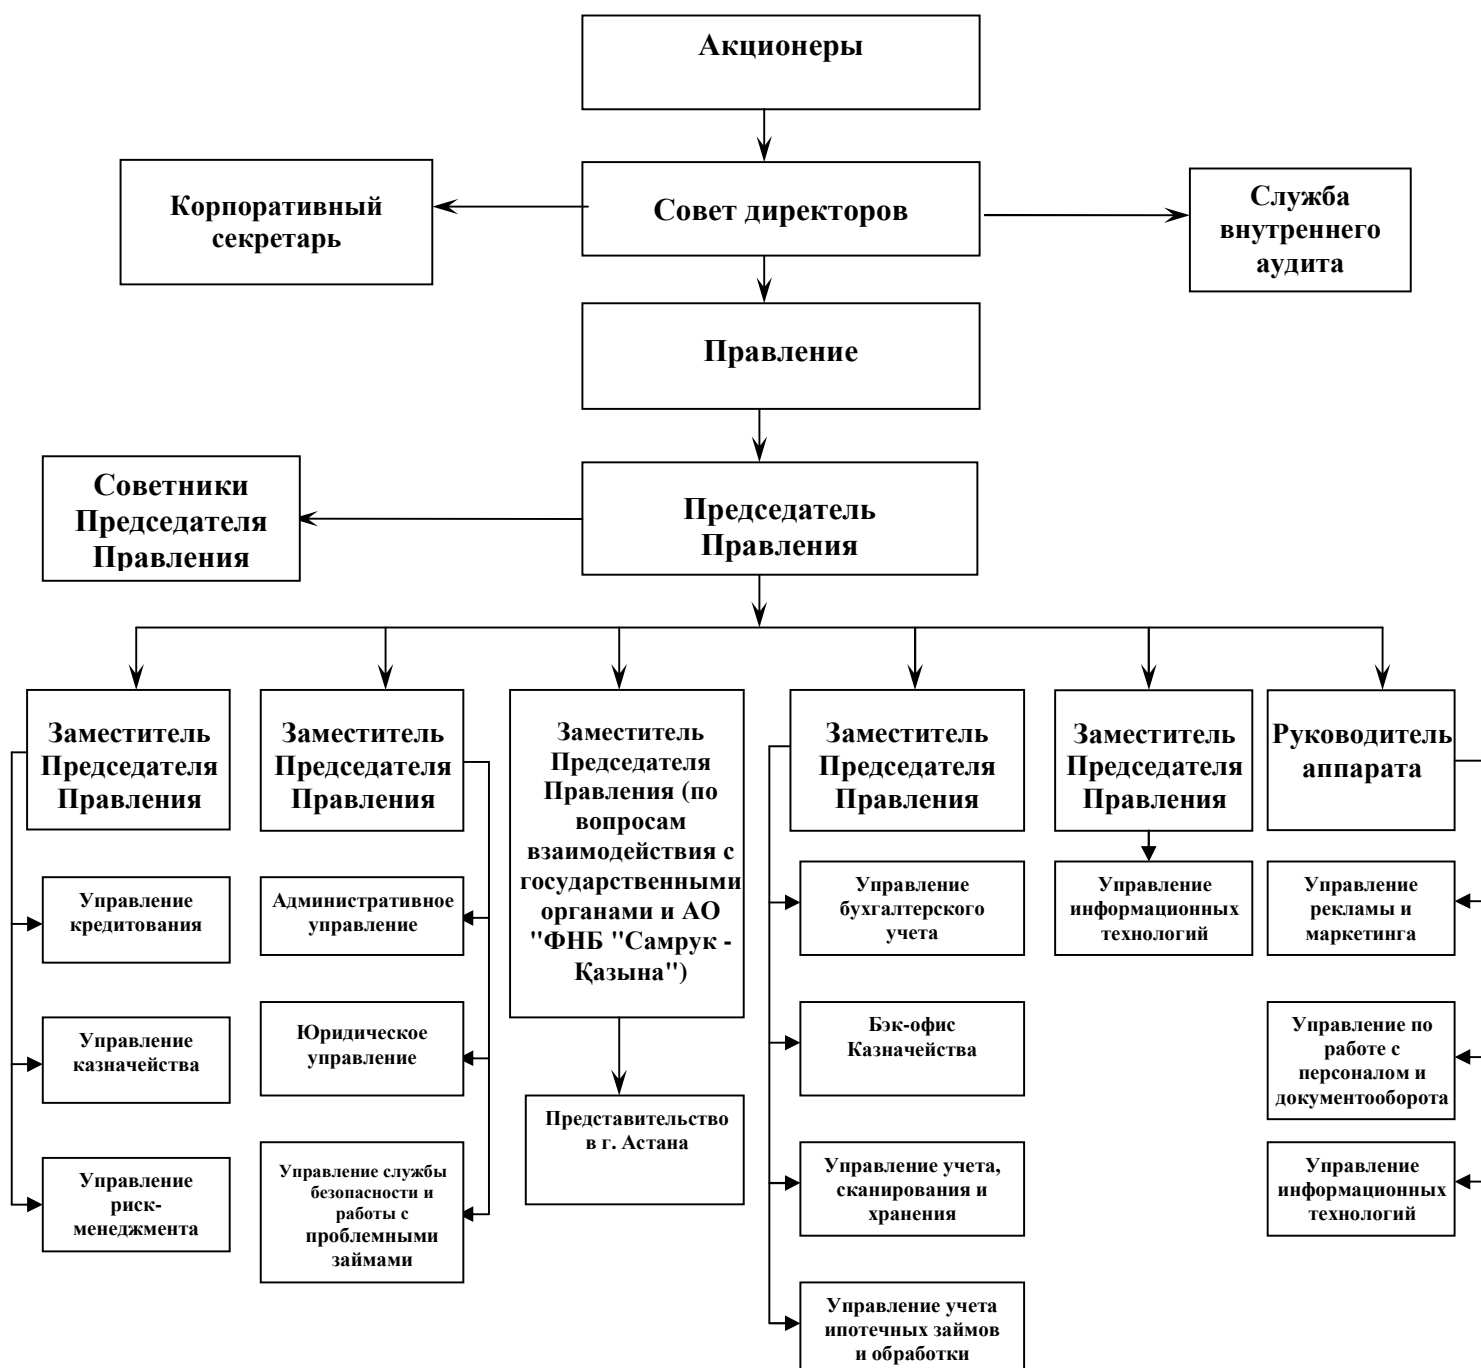 Акционеры
Корпоративный
секретарь
Совет директоров
Служба
внутреннего
аудита
Правление
Советники
Председателя
Правления
Председатель
Правления
Заместитель
Председателя
Правления
Заместитель
Председателя
Правления
Заместитель
Председателя
Правления (по
вопросам
взаимодействия с
государственными
органами и АО
"ФНБ "Самрук -
Қазына")
Заместитель
Председателя
Правления
Заместитель
Председателя
Правления
Руководитель
аппарата
Управление
кредитования
Административное
управление
Управление
бухгалтерского
учета
Управление
информационных
технологий
Управление
рекламы и
маркетинга
Управление
казначейства
Юридическое
управление
Бэк-офис
Казначейства
Управление по
работе с
персоналом и
документооборота
Представительство
в г. Астана
Управление
риск-
менеджмента
Управление службы
безопасности и
работы с
проблемными
займами
Управление учета,
сканирования и
хранения
Управление
информационных
технологий
Управление учета
ипотечных займов
и обработки